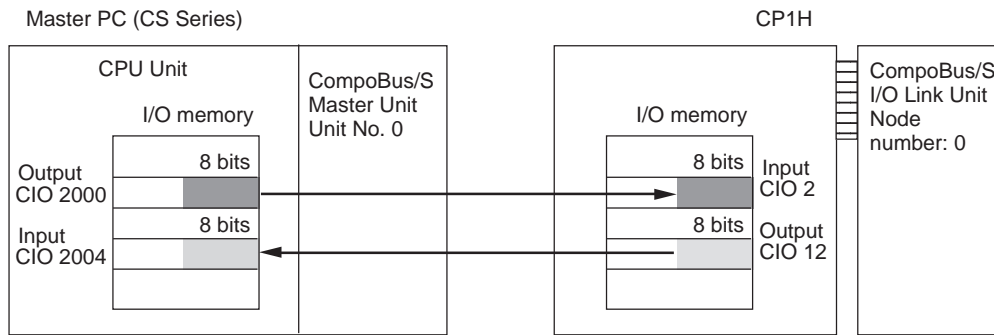 Master PC (CS Series)
CP1H
CPU Unit
CompoBus/S
Master Unit
Unit No. 0
I/O memory
8 bits
Output
CIO 2000
8 bits
Input
CIO 2004
I/O memory
8 bits
Input
CIO 2
8 bits
Output
CIO 12
CompoBus/S
I/O Link Unit
Node
number: 0